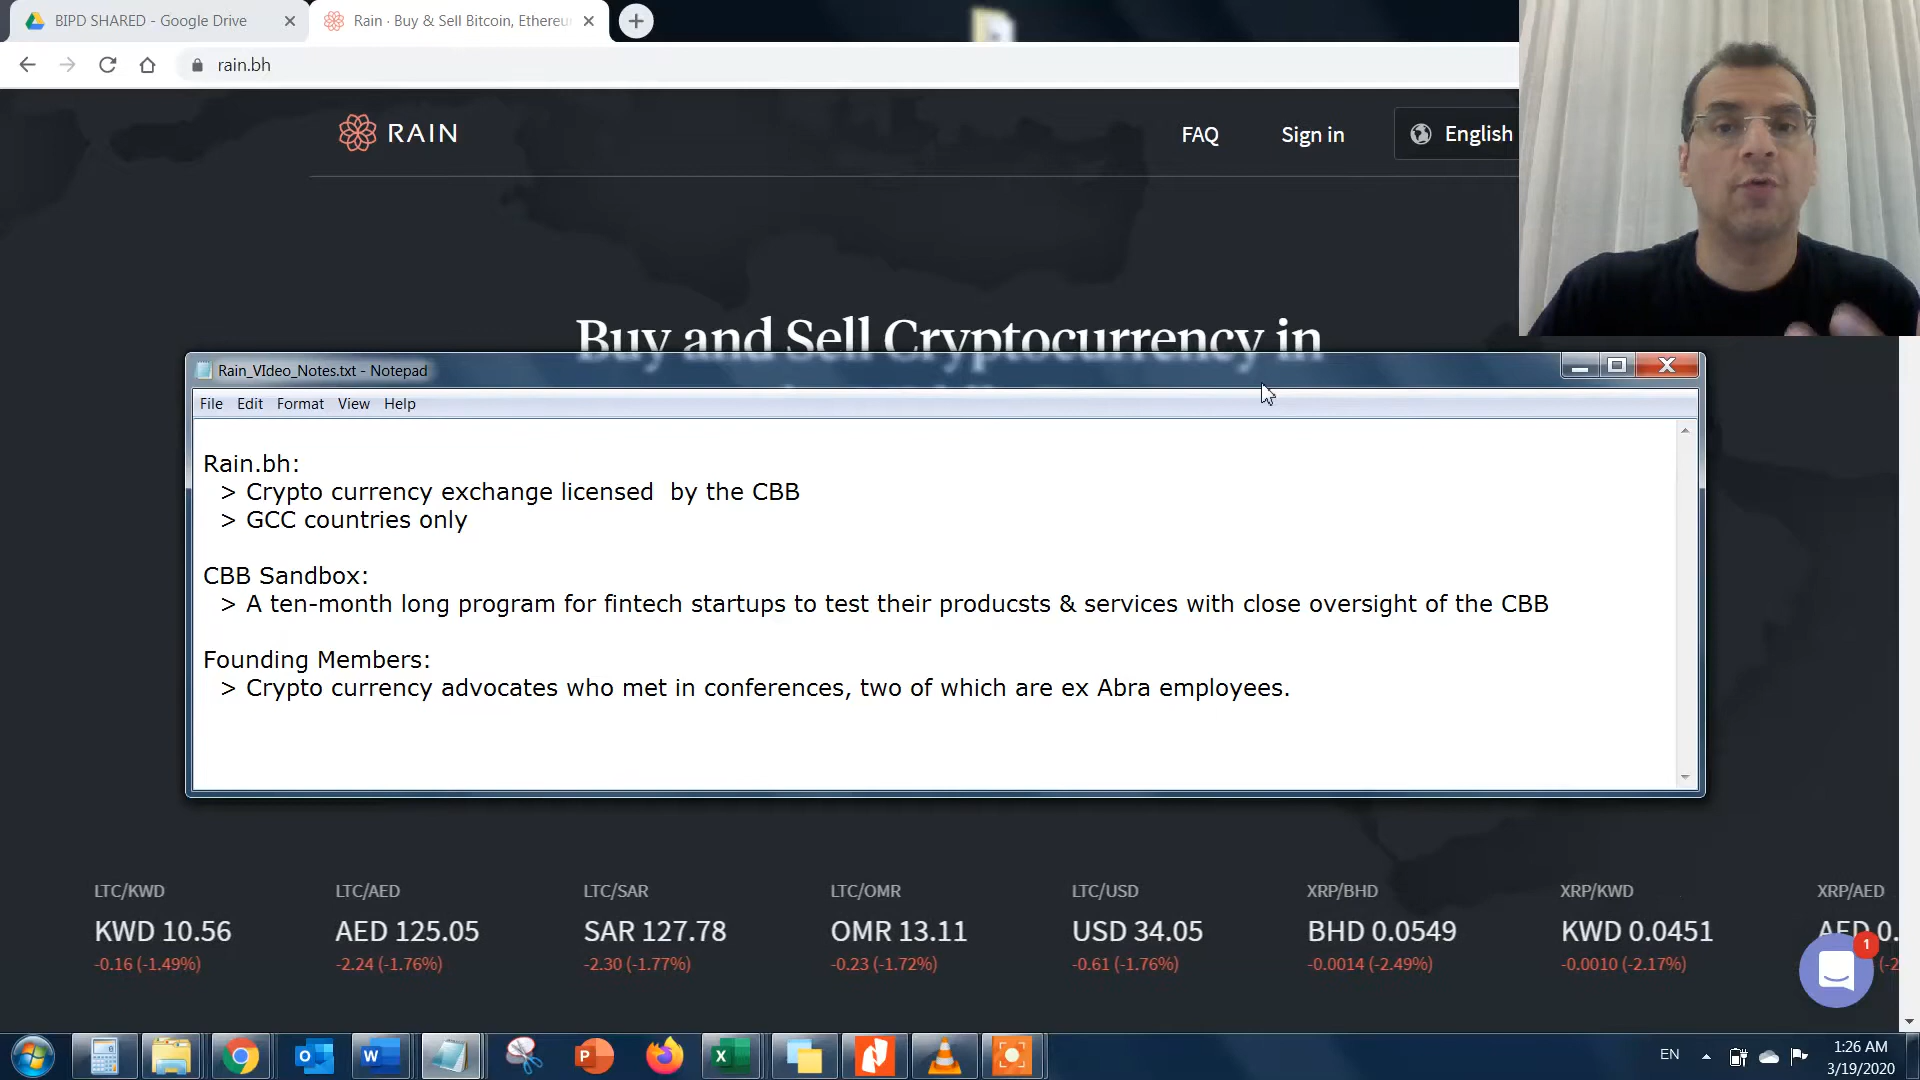 BIPD SHARED - Google Drive
Rain · Buy & Sell Bitcoin, Ethereu
rain.bh
RAIN
FAQ
Sign in
English
Buy and Sell Cryptocurrency in
Rain_VIdeo_Notes.txt - Notepad
File Edit Format View Help
Rain.bh:
> Crypto currency exchange licensed  by the CBB
> GCC countries only
CBB Sandbox:
> A ten-month long program for fintech startups to test their producsts & services with close oversight of the CBB
Founding Members:
> Crypto currency advocates who met in conferences, two of which are ex Abra employees.
LTC/KWD LTC/AED LTC/SAR LTC/OMR LTC/USD XRP/BHD XRP/KWD XRP/AED
KWD 10.56 AED 125.05 SAR 127.78 OMR 13.11 USD 34.05 BHD 0.0549 KWD 0.0451 AED 0.
-0.16 (-1.49%) -2.24 (-1.76%) -2.30 (-1.77%) -0.23 (-1.72%) -0.61 (-1.76%) -0.0014 (-2.49%) -0.0010 (-2.17%) (-2
1
EN
1:26 AM
3/19/2020